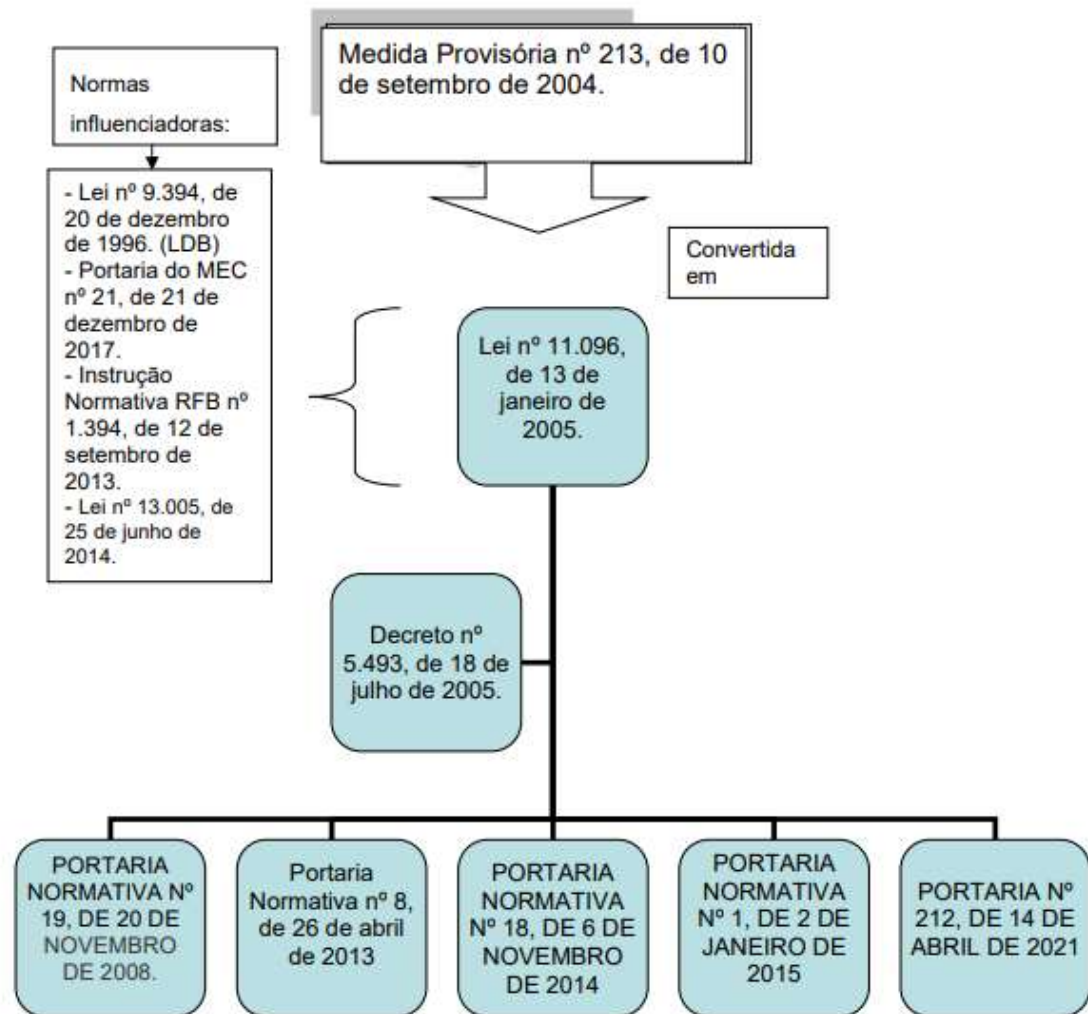 Medida Provisória nº 213, de 10
de setembro de 2004.
Normas
influenciadoras:
- Lei nº 9.394, de
20 de dezembro
de 1996. (LDB)
- Portaria do MEC
nº 21, de 21 de
dezembro de
2017.
- Instrução
Normativa RFB nº
1.394, de 12 de
setembro de
2013.
- Lei nº 13.005, de
25 de junho de
2014.
Convertida
em
Lei nº 11.096,
de 13 de
janeiro de
2005.
Decreto nº
5.493, de 18 de
julho de 2005.
PORTARIA
NORMATIVA Nº
19, DE 20 DE
NOVEMBRO
DE 2008.
Portaria
Normativa nº 8,
de 26 de abril
de 2013
PORTARIA
NORMATIVA
Nº 18, DE 6 DE
NOVEMBRO
DE 2014
PORTARIA
NORMATIVA
Nº 1, DE 2 DE
JANEIRO DE
2015
PORTARIA Nº
212, DE 14 DE
ABRIL DE 2021